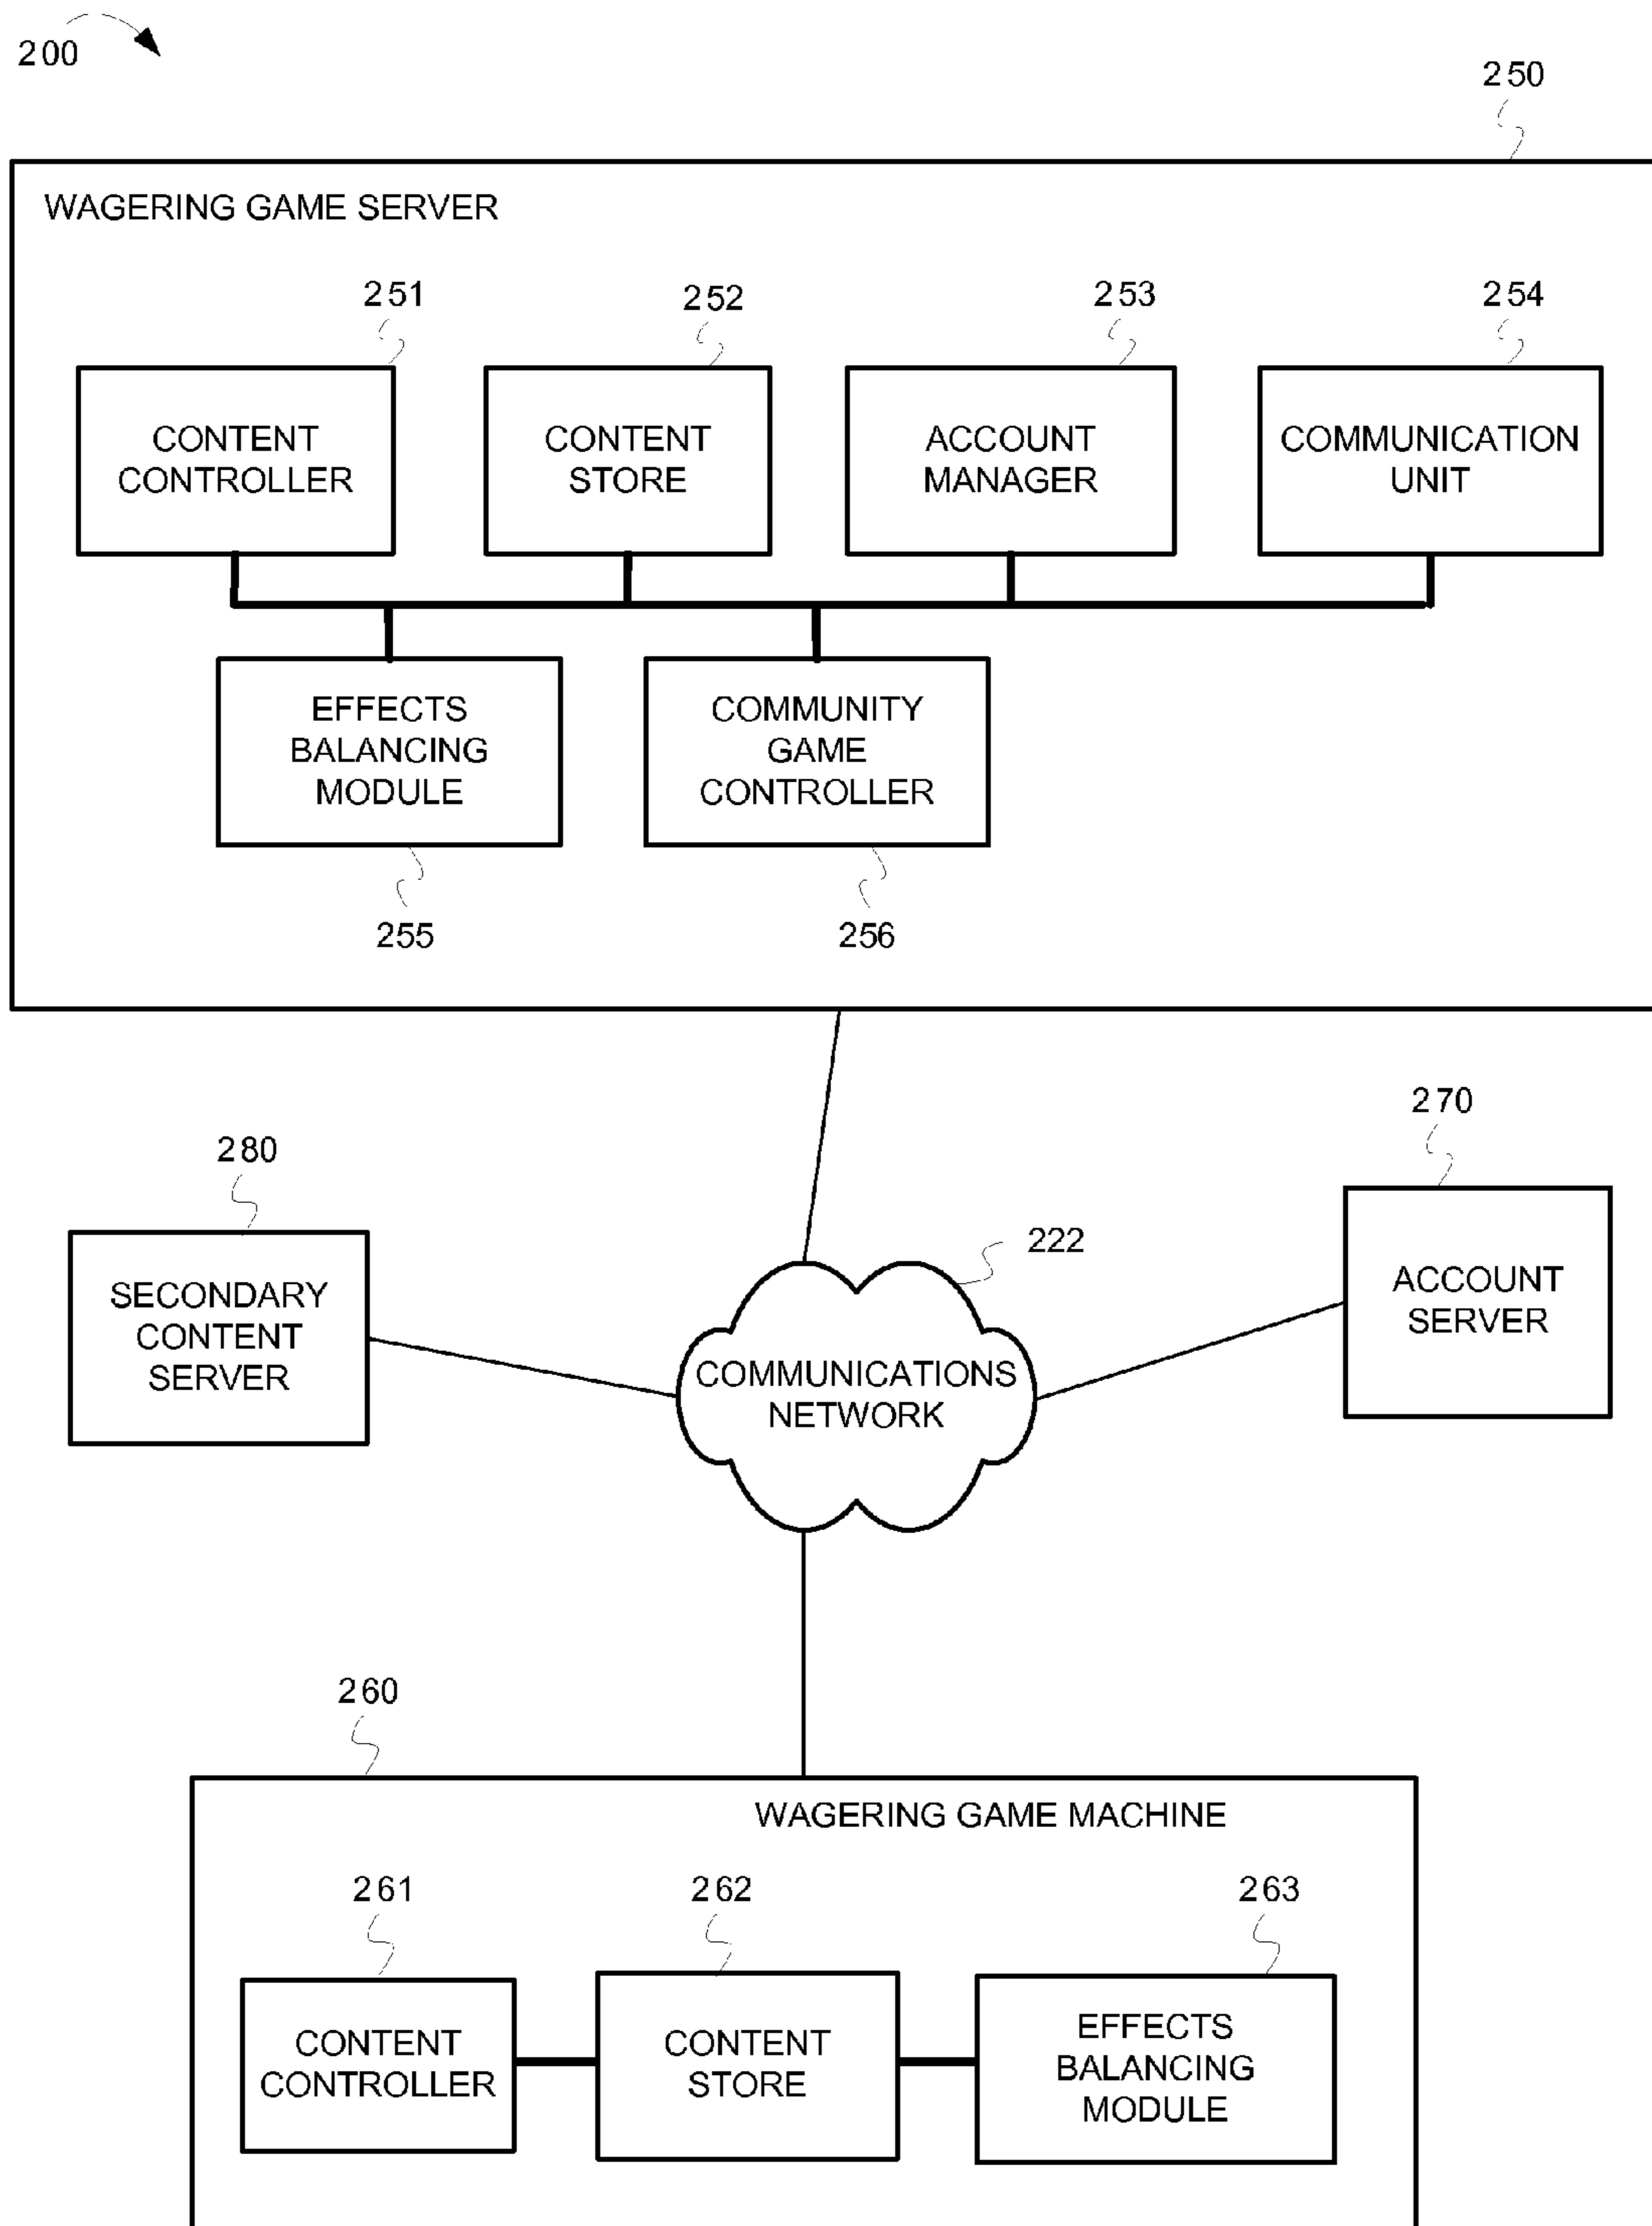 200
250
WAGERING GAME SERVER
251
252
253
254
CONTENT
CONTROLLER
CONTENT
STORE
ACCOUNT
MANAGER
COMMUNICATION
UNIT
EFFECTS
BALANCING
MODULE
COMMUNITY
GAME
CONTROLLER
255
256
280
270
222
SECONDARY
CONTENT
SERVER
COMMUNICATIONS
NETWORK
ACCOUNT
SERVER
260
WAGERING GAME MACHINE
261
262
263
CONTENT
CONTROLLER
CONTENT
STORE
EFFECTS
BALANCING
MODULE